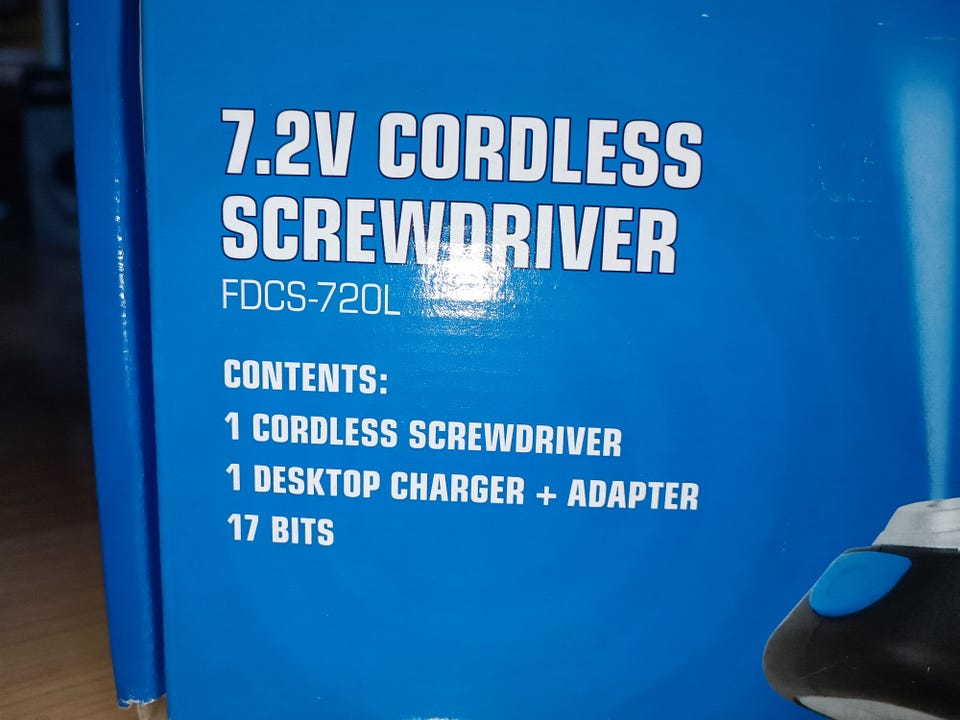 7.2V CORDLESS
SCREWDRIVER
FDCS-720L
CONTENTS:
1 CORDLESS SCREWDRIVER
1 DESKTOP CHARGER + ADAPTER
17 BITS